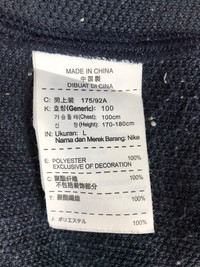 MADE IN CHINA
中国製
DIBUAT DI CINA
C: 男上装 175/92A
K: 호칭(Generic): 100
가슴둘레(Chest): 100cm
신장(Height): 170-180cm
IN: Ukuran: L
Nama dan Merek Barang: Nike
E: POLYESTER 100%
EXCLUSIVE OF DECORATION
C: 聚酯纤维 100%
不包括装饰部分
T: 聚酯纖維 100%
J: ポリエステル 100%